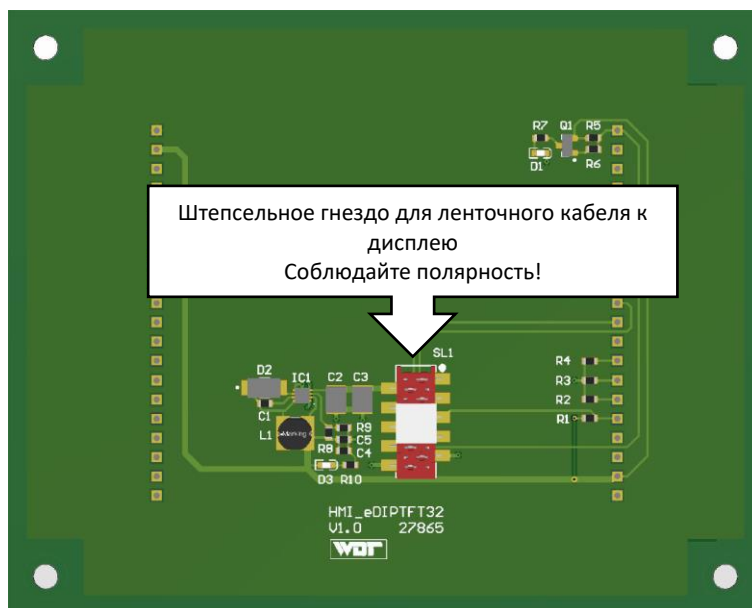 R7 Q1 R5
D1 R6
Штепсельное гнездо для ленточного кабеля к
дисплею
Соблюдайте полярность!
SL1
D2 IC1 C2 C3 R4
R3
C1 R2
R9 R1
L1 C5
R8 C4
D3 R10
HMI_eDIPTFT32
V1.0 27865
WDT